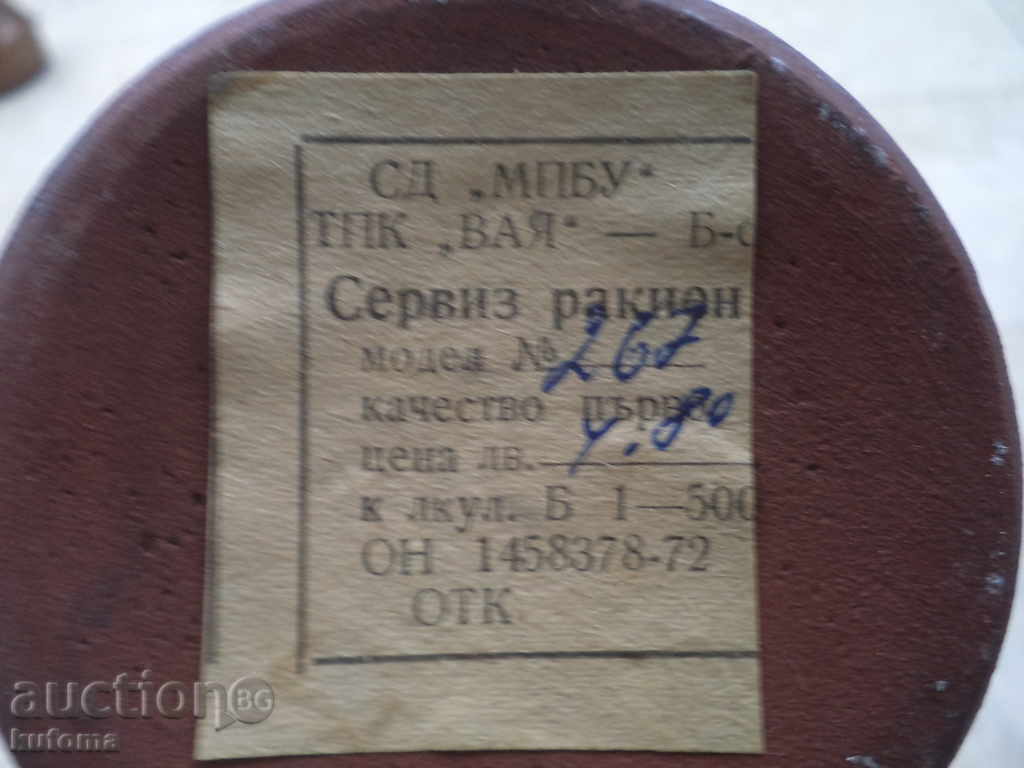 СД „МПБУ“
ТПК „ВАЯ“ — Б-с
Сервиз ракиен
модел № 267
качество първо
цена лв.
к лкул. Б 1—500
ОН 1458378-72
ОТК
auction BG
kufoma